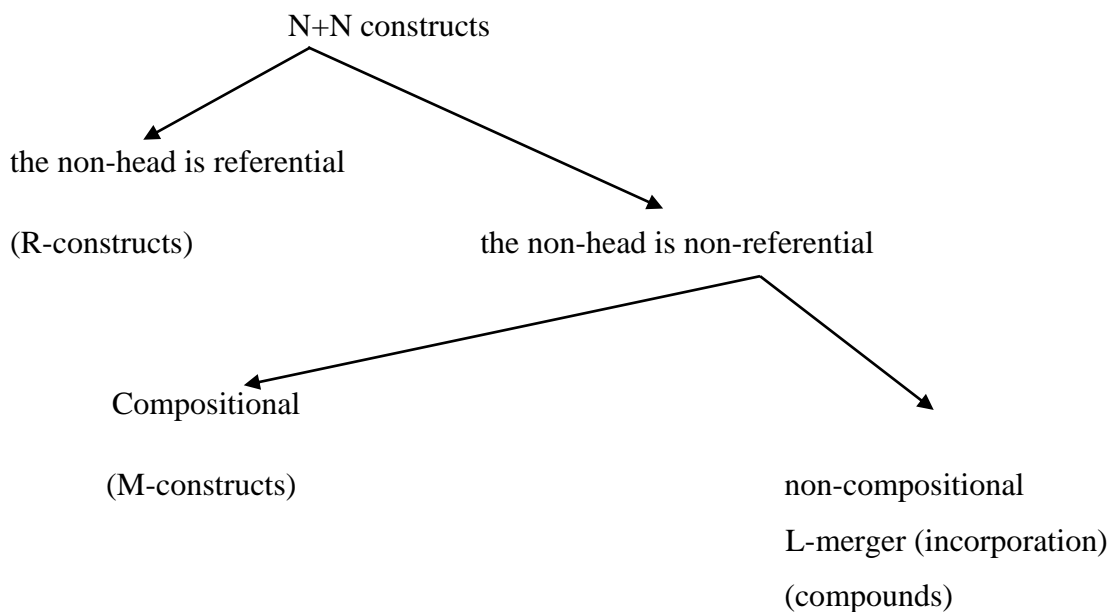 N+N constructs
the non-head is referential
(R-constructs)
the non-head is non-referential
Compositional
(M-constructs)
non-compositional
L-merger (incorporation)
(compounds)